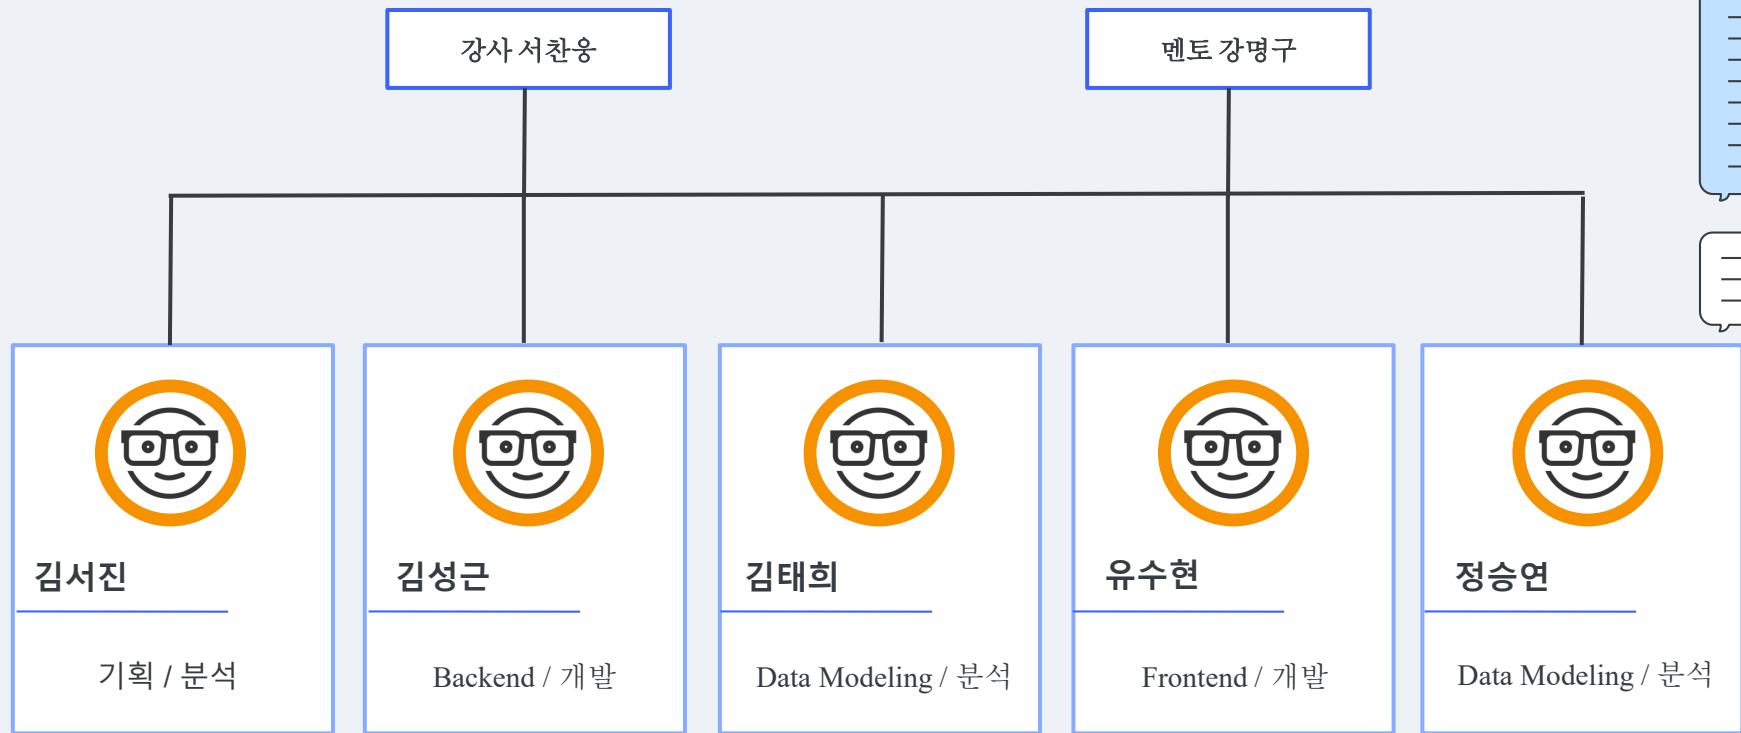 강사 서찬웅
멘토 강명구
김서진
기획 / 분석
김성근
Backend / 개발
김태희
Data Modeling / 분석
유수현
Frontend / 개발
정승연
Data Modeling / 분석